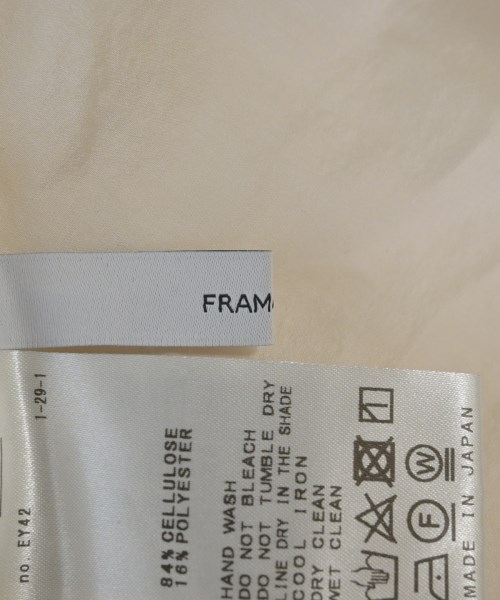 FRAM
1-29-1
no. EY42
84% CELLULOSE
16% POLYESTER
HAND WASH
DO NOT BLEACH
DO NOT TUMBLE DRY
LINE DRY IN THE SHADE
COOL IRON
DRY CLEAN
WET CLEAN
F W
MADE IN JAPAN